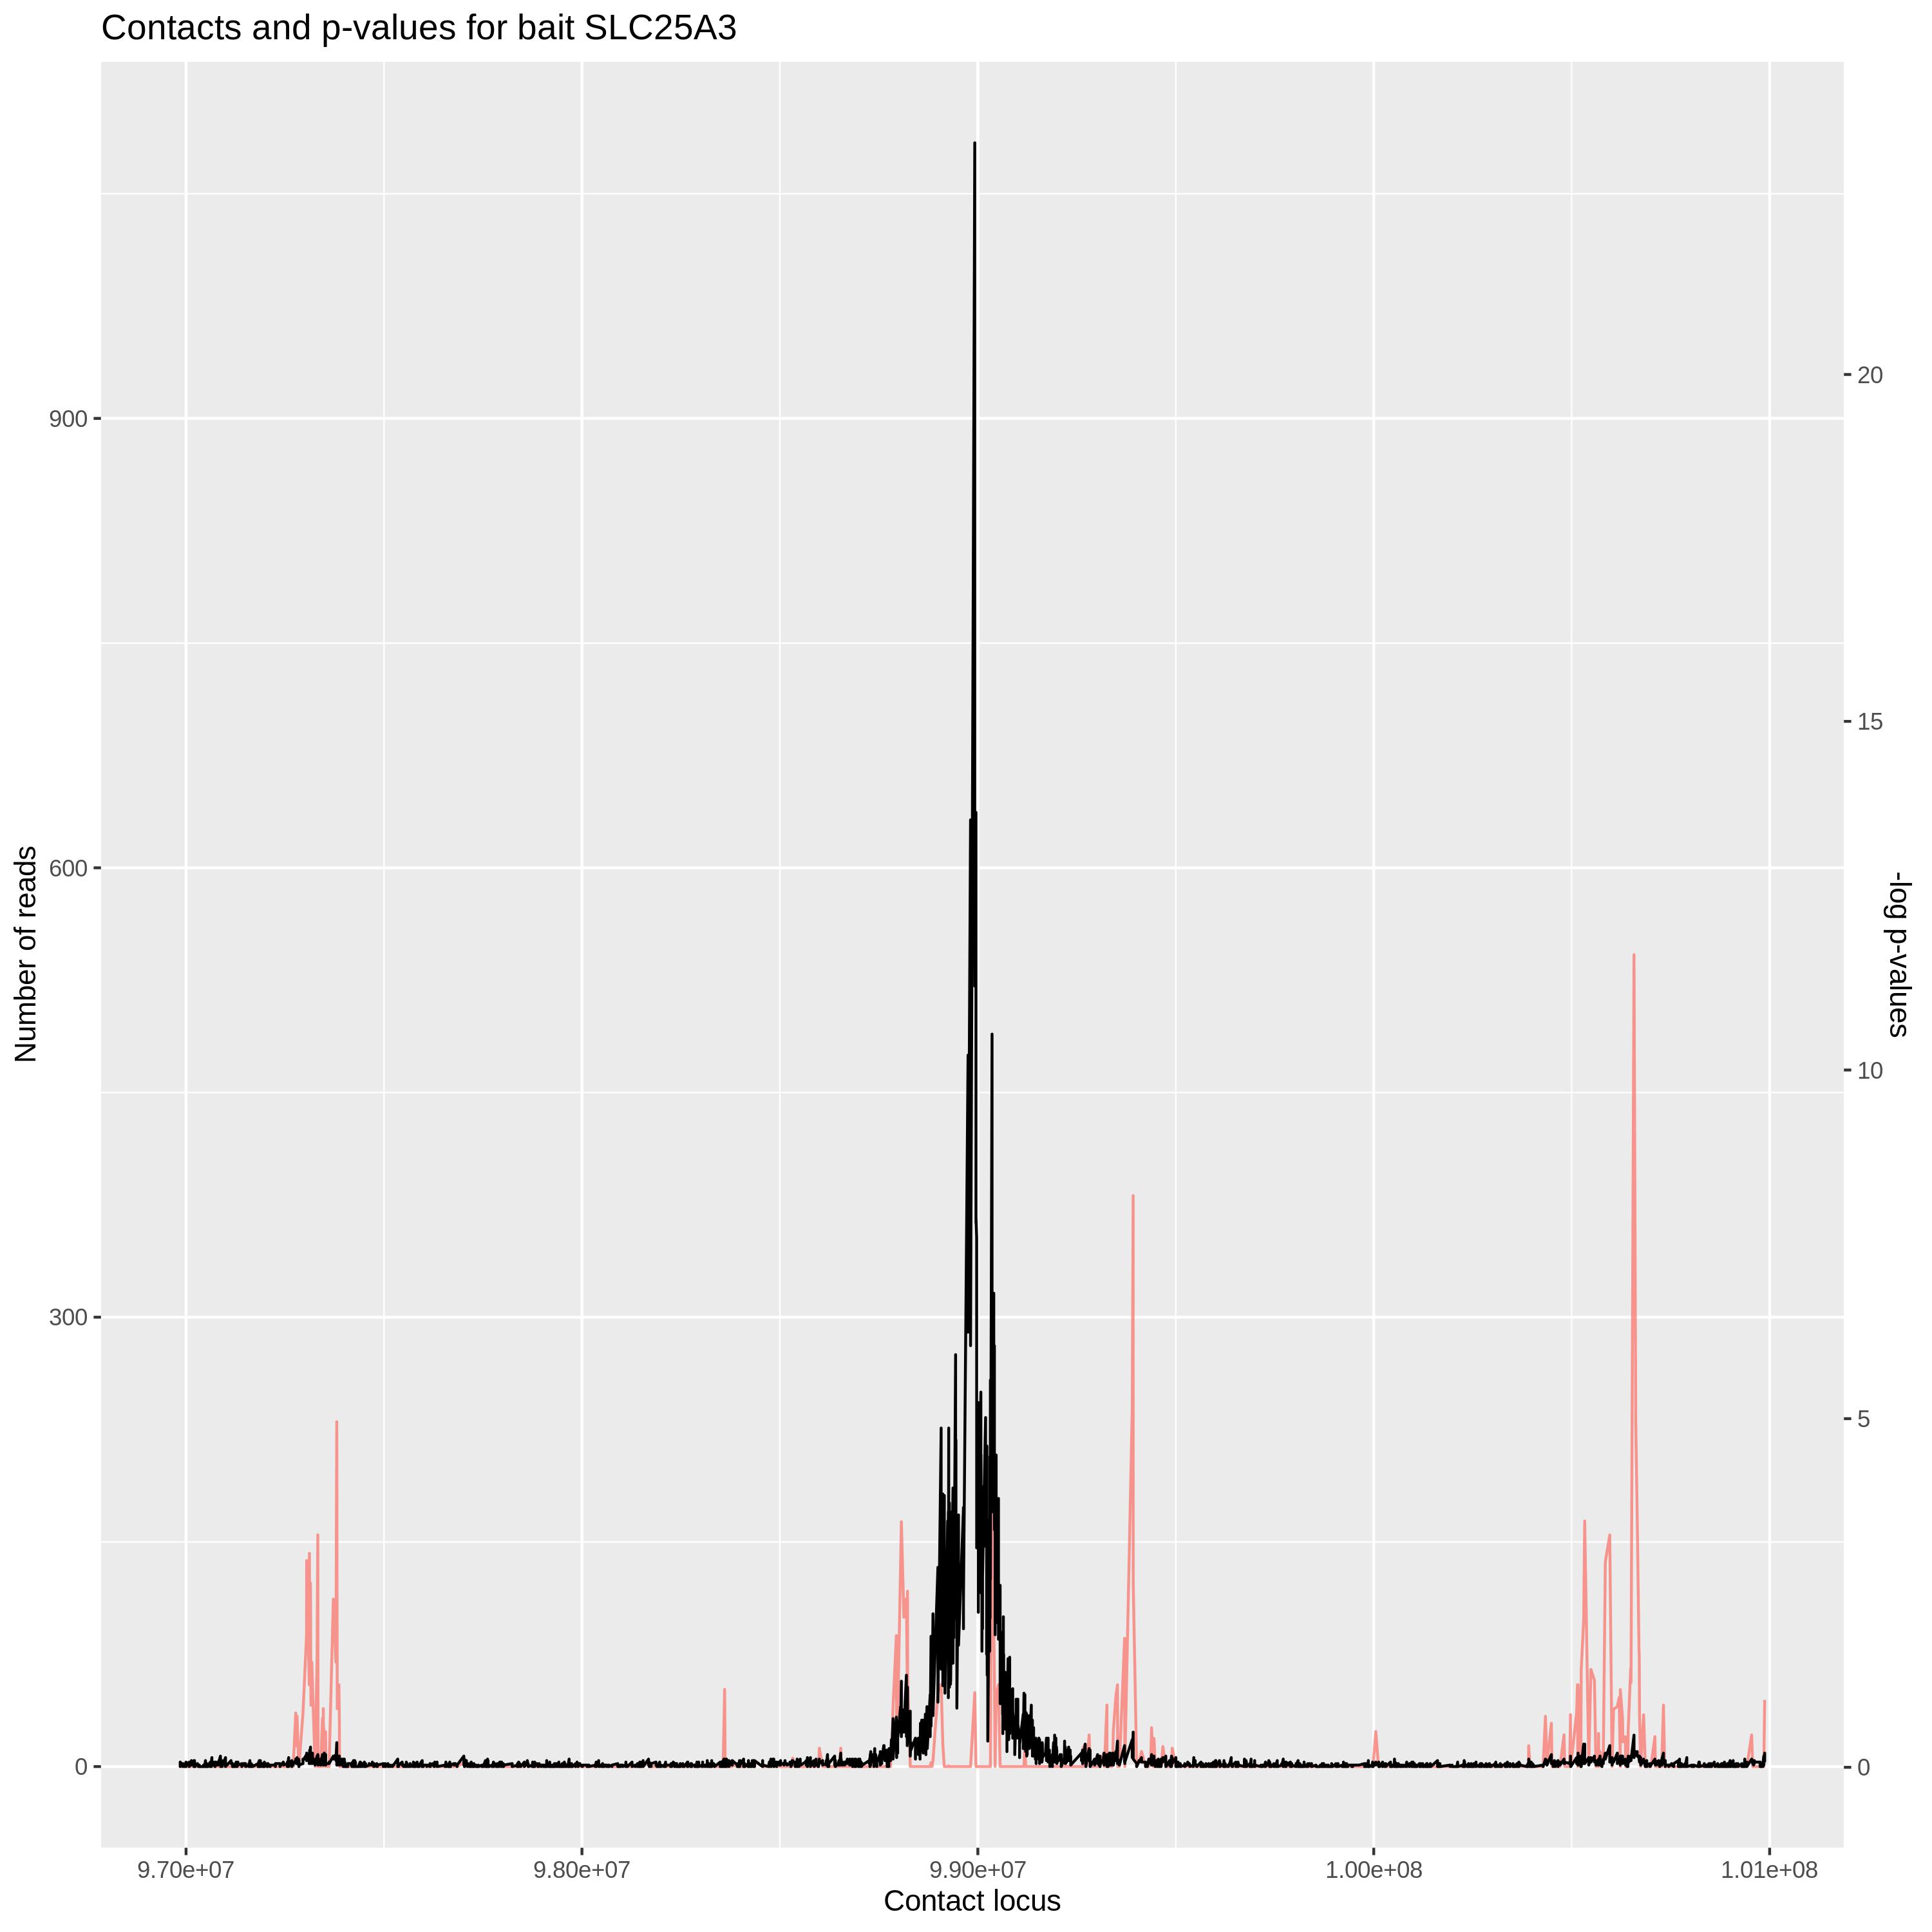 Contacts and p-values for bait SLC25A3
Number of reads
900
600
300
0
20
15
10
5
0
-log p-values
9.70e+07
9.80e+07
9.90e+07
1.00e+08
1.01e+08
Contact locus